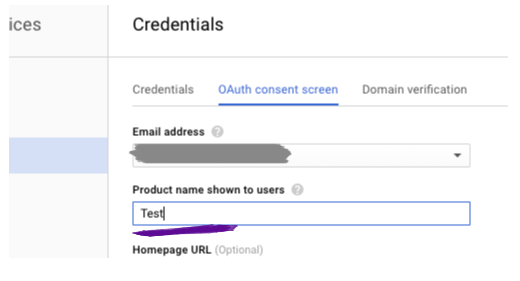 ices
Credentials
Credentials OAuth consent screen Domain verification
Email address ?
Product name shown to users ?
Test
Homepage URL (Optional)